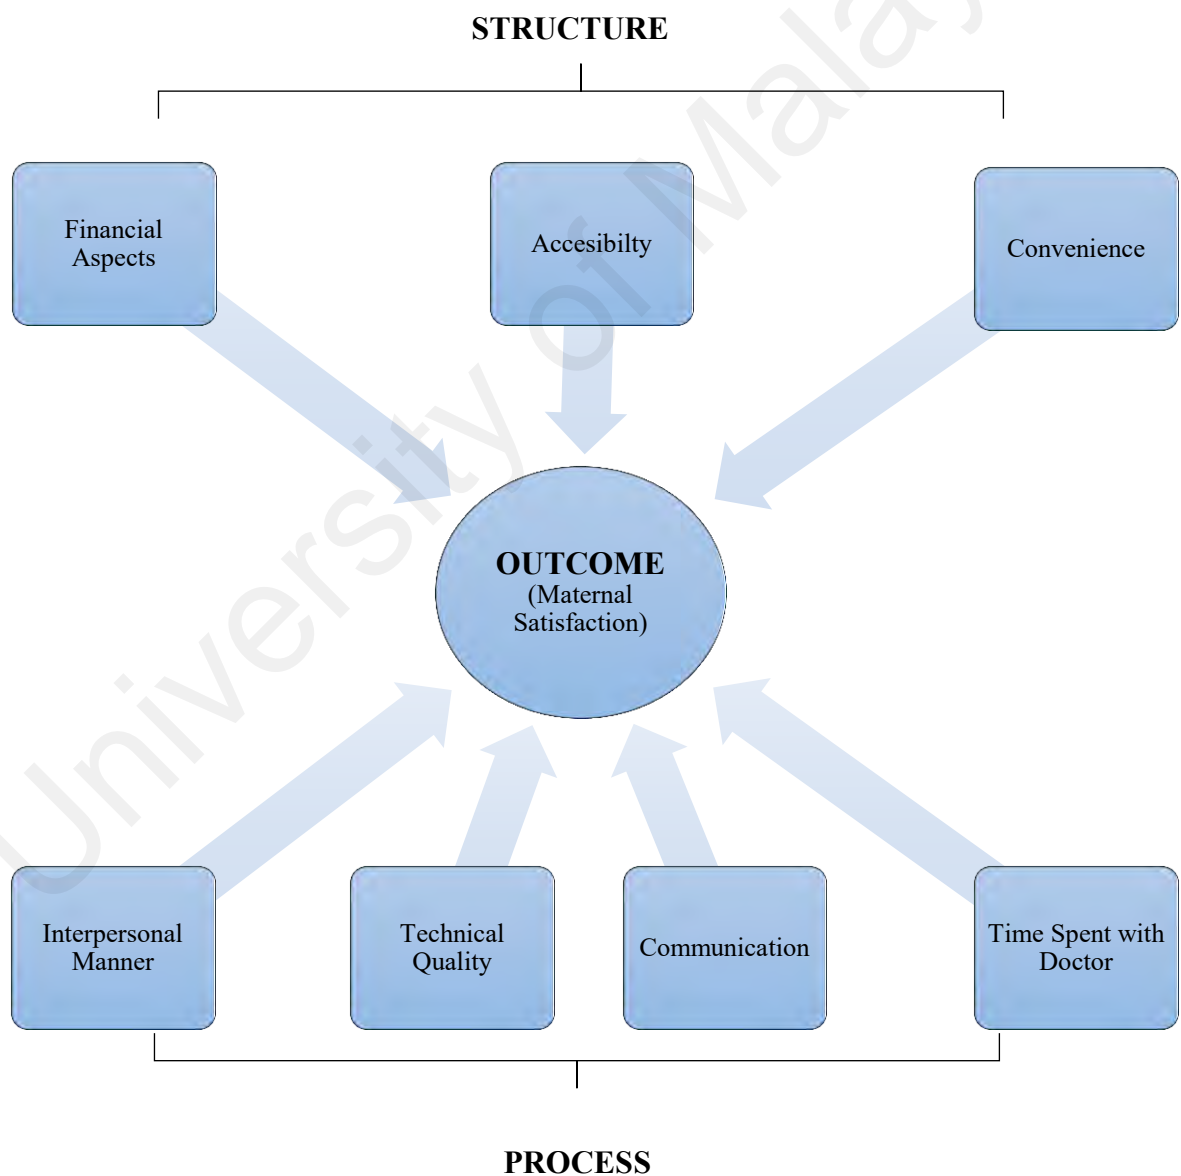 STRUCTURE
Financial
Aspects
Accesibilty
Convenience
OUTCOME
(Maternal
Satisfaction)
Interpersonal
Manner
Technical
Quality
Communication
Time Spent with
Doctor
PROCESS
University of Malay